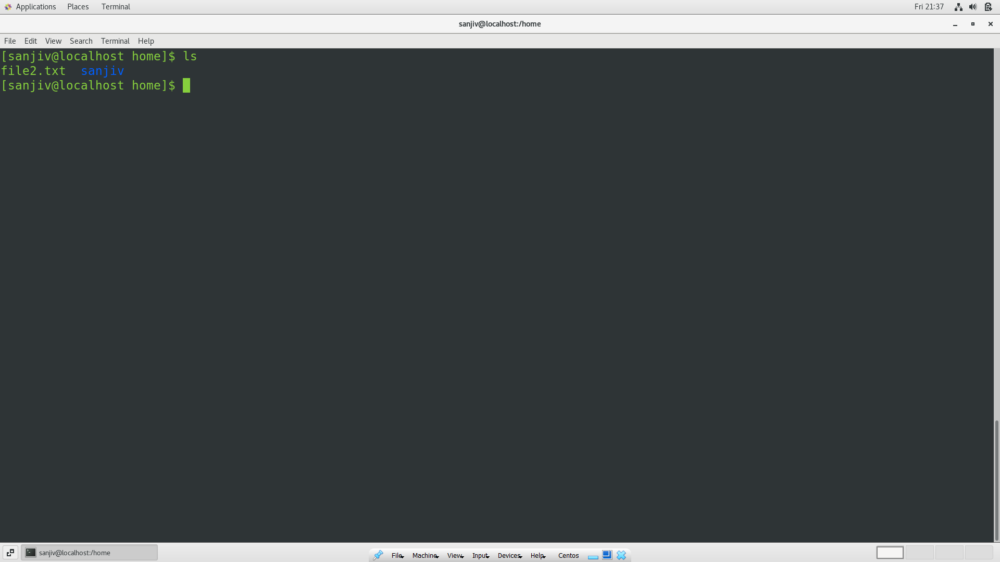 Applications Places Terminal Fri 21:37
sanjiv@localhost:/home
File Edit View Search Terminal Help
[sanjiv@localhost home]$ ls
file2.txt sanjiv
[sanjiv@localhost home]$
sanjiv@localhost:/home
File Machine View Input Devices Help Centos